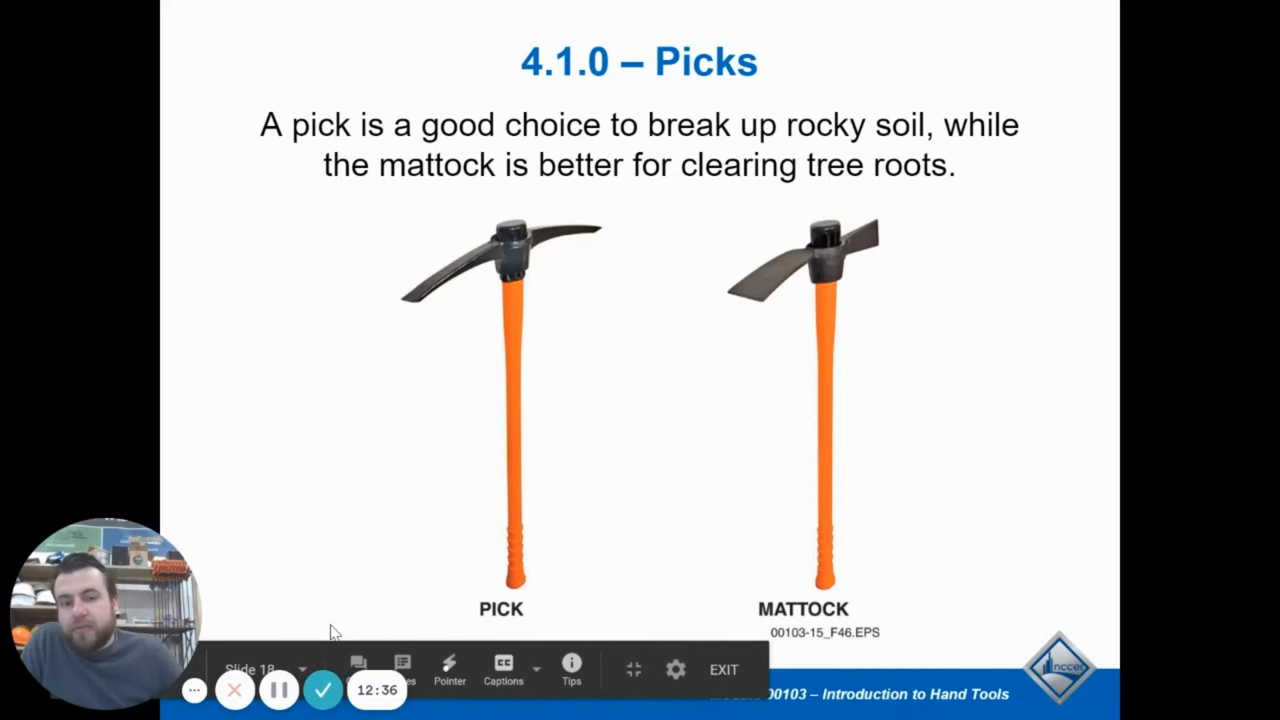 4.1.0 – Picks
A pick is a good choice to break up rocky soil, while
the mattock is better for clearing tree roots.
PICK
MATTOCK
00103-15_F46.EPS
Slide 18
Pointer
CC
Captions
Tips
EXIT
12:36
00103 – Introduction to Hand Tools
nccer